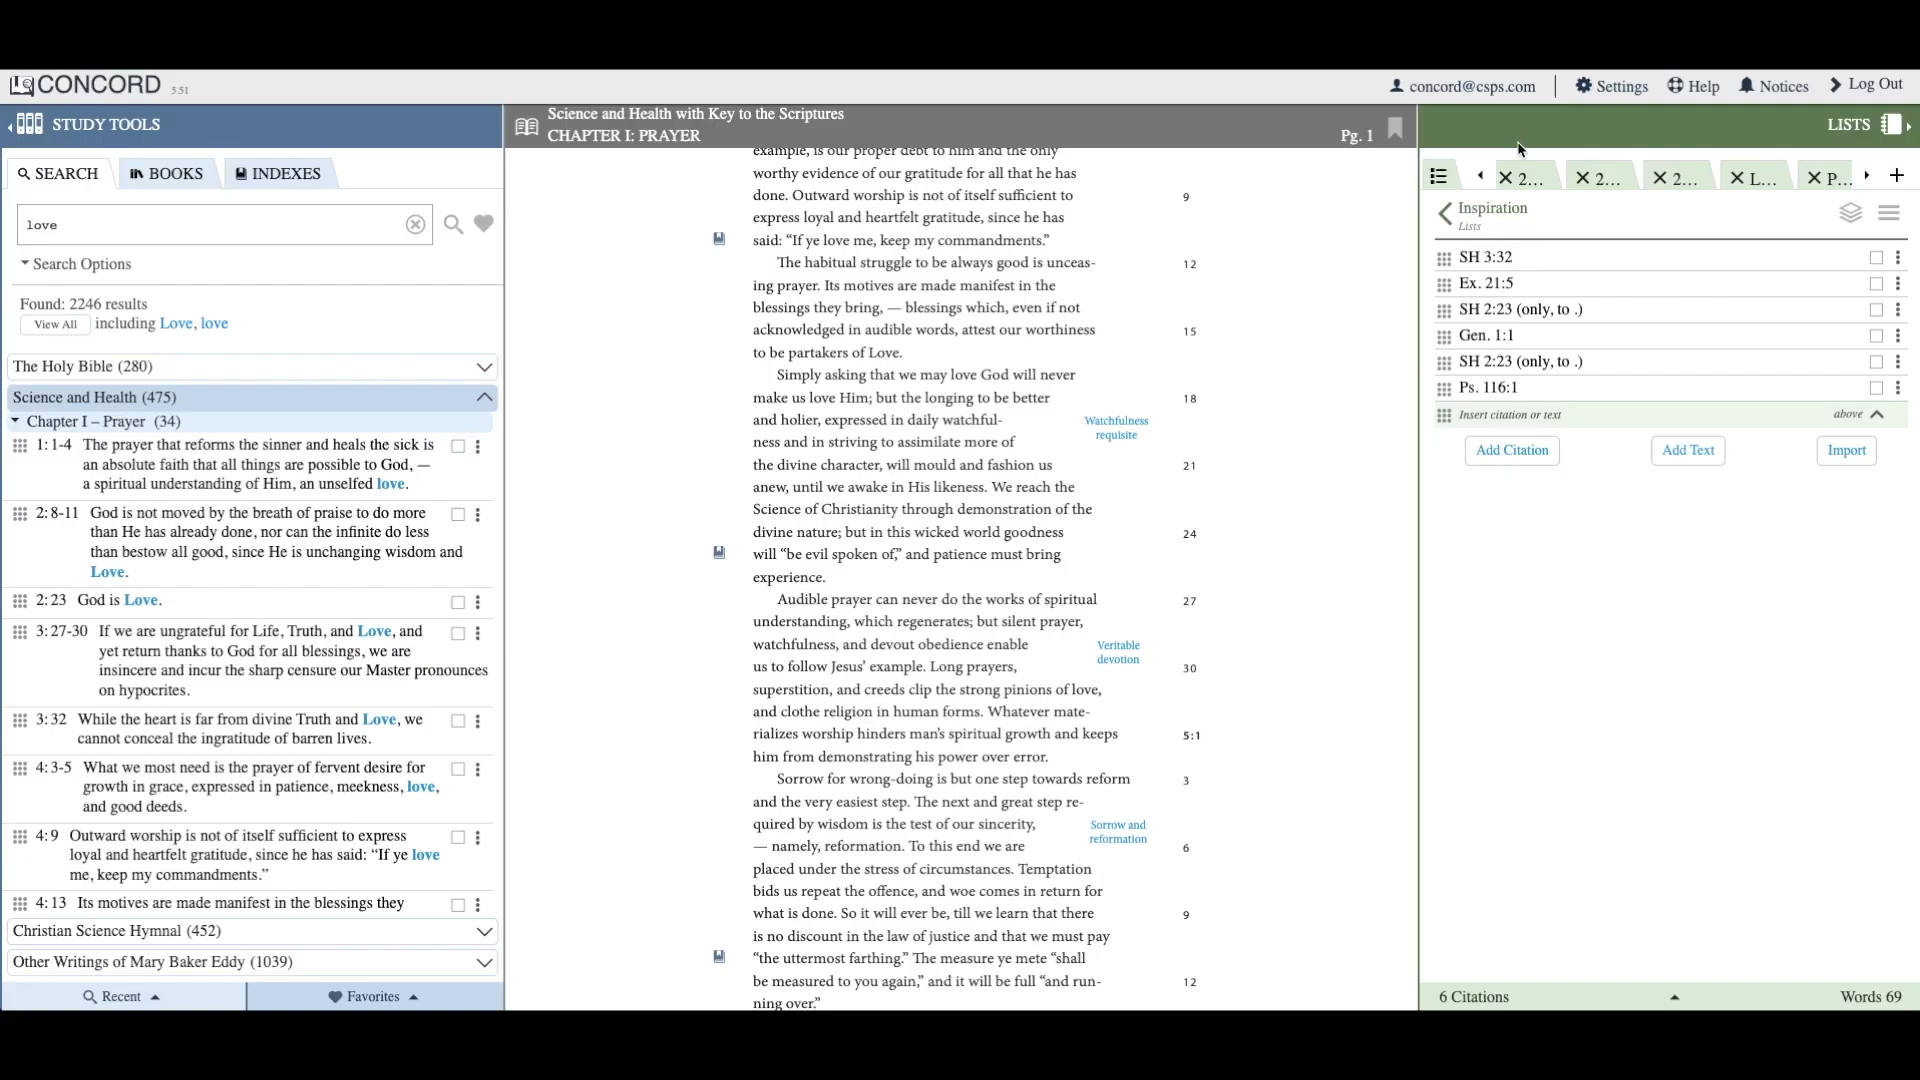 CONCORD 5.51
concord@csps.com
Settings
Help
Notices
Log Out
STUDY TOOLS
SEARCH
BOOKS
INDEXES
love
Search Options
Found: 2246 results
View All including Love, love
The Holy Bible (280)
Science and Health (475)
Chapter I – Prayer (34)
1: 1-4 The prayer that reforms the sinner and heals the sick is
an absolute faith that all things are possible to God, —
a spiritual understanding of Him, an unselfed love.
2: 8-11 God is not moved by the breath of praise to do more
than He has already done, nor can the infinite do less
than bestow all good, since He is unchanging wisdom and
Love.
2: 23 God is Love.
3: 27-30 If we are ungrateful for Life, Truth, and Love, and
yet return thanks to God for all blessings, we are
insincere and incur the sharp censure our Master pronounces
on hypocrites.
3: 32 While the heart is far from divine Truth and Love, we
cannot conceal the ingratitude of barren lives.
4: 3-5 What we most need is the prayer of fervent desire for
growth in grace, expressed in patience, meekness, love,
and good deeds.
4: 9 Outward worship is not of itself sufficient to express
loyal and heartfelt gratitude, since he has said: “If ye love
me, keep my commandments.”
4: 13 Its motives are made manifest in the blessings they
Christian Science Hymnal (452)
Other Writings of Mary Baker Eddy (1039)
Recent
Favorites
Science and Health with Key to the Scriptures
CHAPTER I: PRAYER
Pg. 1
example, is our proper debt to him and the only
worthy evidence of our gratitude for all that he has
done. Outward worship is not of itself sufficient to 9
express loyal and heartfelt gratitude, since he has
said: “If ye love me, keep my commandments.”
The habitual struggle to be always good is unceas- 12
ing prayer. Its motives are made manifest in the
blessings they bring, — blessings which, even if not
acknowledged in audible words, attest our worthiness 15
to be partakers of Love.
Simply asking that we may love God will never
make us love Him; but the longing to be better 18
and holier, expressed in daily watchful- Watchfulness
ness and in striving to assimilate more of requisite
the divine character, will mould and fashion us 21
anew, until we awake in His likeness. We reach the
Science of Christianity through demonstration of the
divine nature; but in this wicked world goodness 24
will “be evil spoken of,” and patience must bring
experience.
Audible prayer can never do the works of spiritual 27
understanding, which regenerates; but silent prayer,
watchfulness, and devout obedience enable Veritable
us to follow Jesus’ example. Long prayers, devotion 30
superstition, and creeds clip the strong pinions of love,
and clothe religion in human forms. Whatever mate-
rializes worship hinders man’s spiritual growth and keeps 5:1
him from demonstrating his power over error.
Sorrow for wrong-doing is but one step towards reform 3
and the very easiest step. The next and great step re-
quired by wisdom is the test of our sincerity, Sorrow and
— namely, reformation. To this end we are reformation 6
placed under the stress of circumstances. Temptation
bids us repeat the offence, and woe comes in return for
what is done. So it will ever be, till we learn that there 9
is no discount in the law of justice and that we must pay
“the uttermost farthing.” The measure ye mete “shall
be measured to you again,” and it will be full “and run- 12
ning over.”
LISTS
2...
2...
2...
L...
P...
Inspiration
Lists
SH 3:32
Ex. 21:5
SH 2:23 (only, to .)
Gen. 1:1
SH 2:23 (only, to .)
Ps. 116:1
Insert citation or text above
Add Citation
Add Text
Import
6 Citations
Words 69